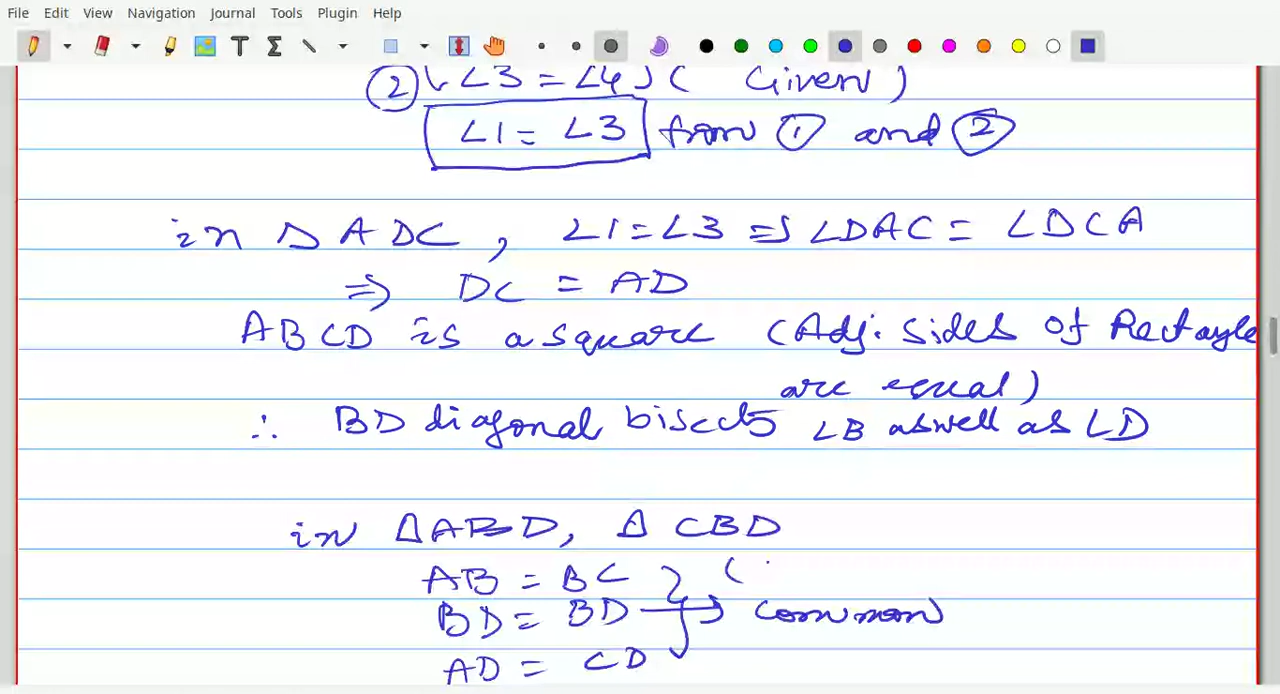 File Edit View Navigation Journal Tools Plugin Help
② ∠3 = ∠4 ( Given )
∠1 = ∠3 from ① and ②
in △ ADC , ∠1 = ∠3 ⇒ ∠DAC = ∠DCA
⇒ DC = AD
ABCD is a square (Adj. sides of Rectangle
are equal)
∴ BD diagonal bisects ∠B aswell as ∠D
in △ABD, △ CBD
AB = BC } (
BD = BD → common
AD = CD